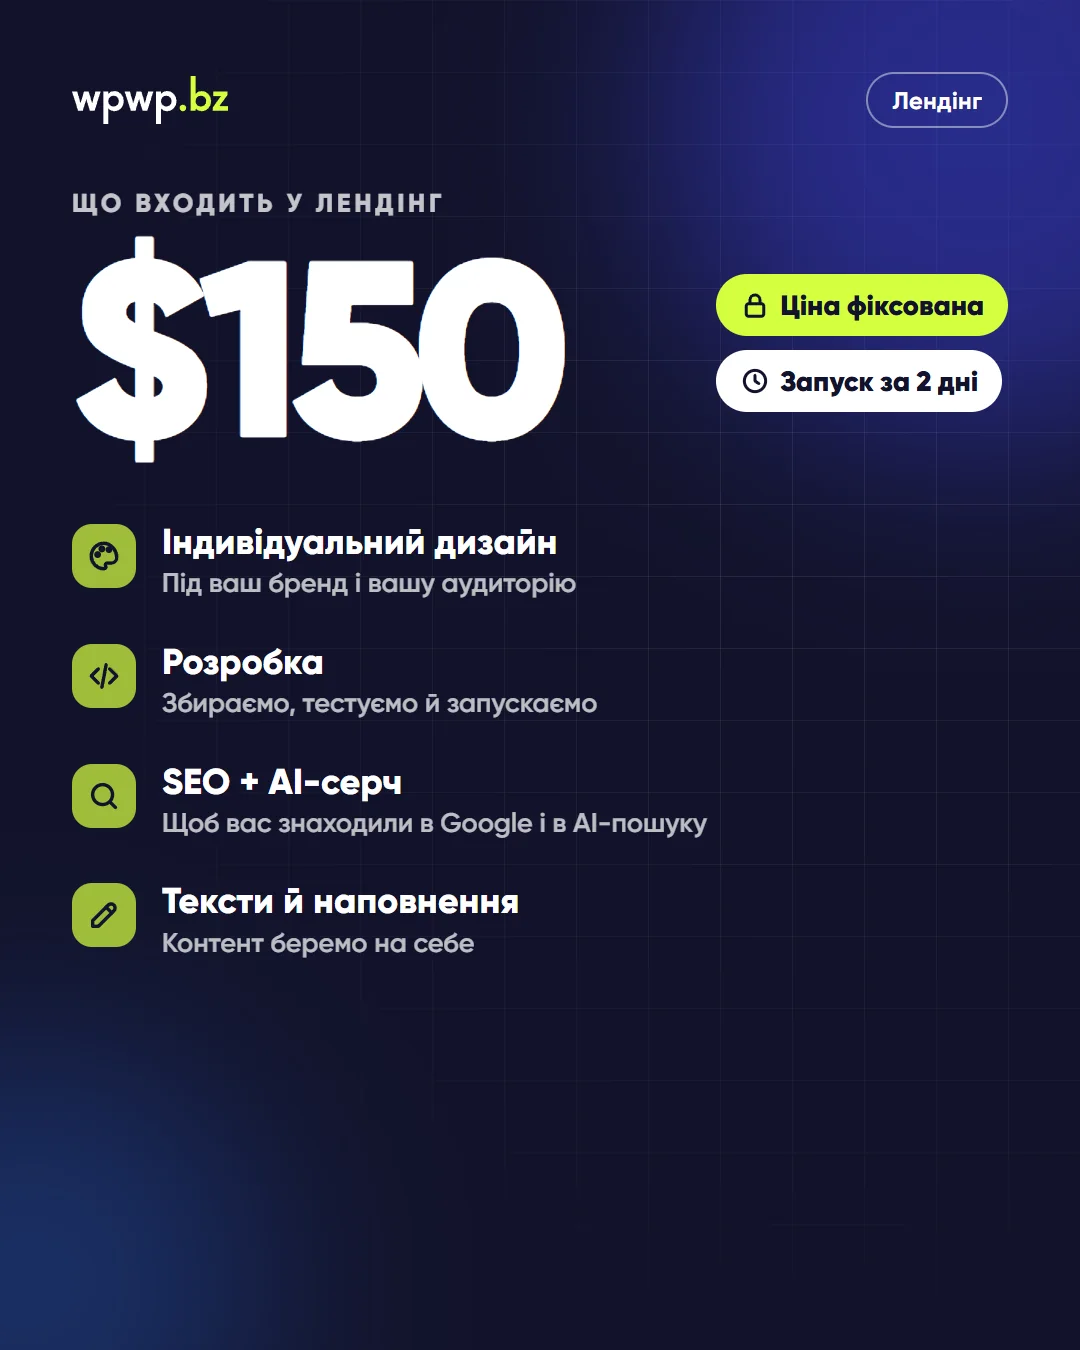 wpwp.bz
Лендінг
ЩО ВХОДИТЬ У ЛЕНДІНГ
$150
Ціна фіксована
Запуск за 2 дні
Індивідуальний дизайн
Під ваш бренд і вашу аудиторію
Розробка
Збираємо, тестуємо й запускаємо
SEO + AI-серч
Щоб вас знаходили в Google і в AI-пошуку
Тексти й наповнення
Контент беремо на себе